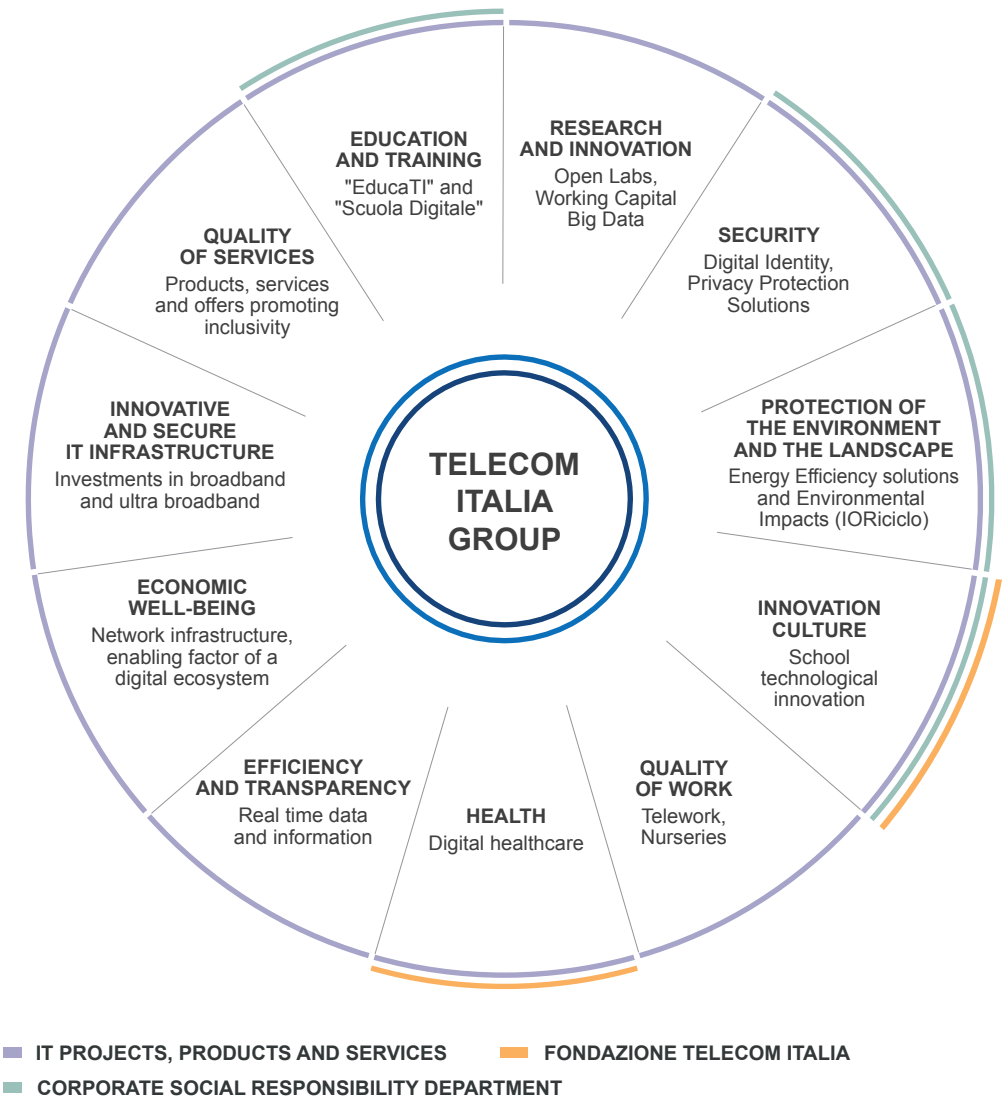 EDUCATION
AND TRAINING
"EducaTI" and
"Scuola Digitale"
RESEARCH
AND INNOVATION
Open Labs,
Working Capital
Big Data
SECURITY
Digital Identity,
Privacy Protection
Solutions
PROTECTION OF
THE ENVIRONMENT
AND THE LANDSCAPE
Energy Efficiency solutions
and Environmental
Impacts (IORiciclo)
INNOVATION
CULTURE
School
technological
innovation
QUALITY
OF WORK
Telework,
Nurseries
HEALTH
Digital healthcare
EFFICIENCY
AND TRANSPARENCY
Real time data
and information
ECONOMIC
WELL-BEING
Network infrastructure,
enabling factor of a
digital ecosystem
INNOVATIVE
AND SECURE
IT INFRASTRUCTURE
Investments in broadband
and ultra broadband
QUALITY
OF SERVICES
Products, services
and offers promoting
inclusivity
TELECOM
ITALIA
GROUP
IT PROJECTS, PRODUCTS AND SERVICES
FONDAZIONE TELECOM ITALIA
CORPORATE SOCIAL RESPONSIBILITY DEPARTMENT